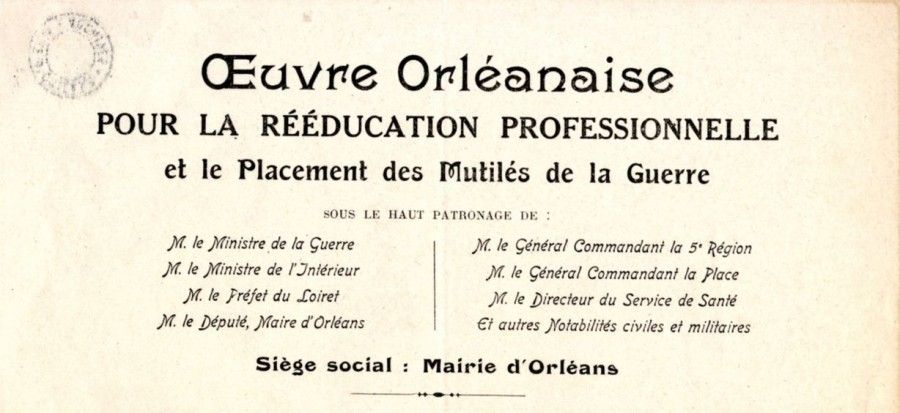 Œuvre Orléanaise
POUR LA RÉÉDUCATION PROFESSIONNELLE
et le Placement des Mutilés de la Guerre
SOUS LE HAUT PATRONAGE DE :
M. le Ministre de la Guerre
M. le Ministre de l'Intérieur
M. le Préfet du Loiret
M. le Député, Maire d'Orléans
M. le Général Commandant la 5e Région
M. le Général Commandant la Place
M. le Directeur du Service de Santé
Et autres Notabilités civiles et militaires
Siège social : Mairie d'Orléans